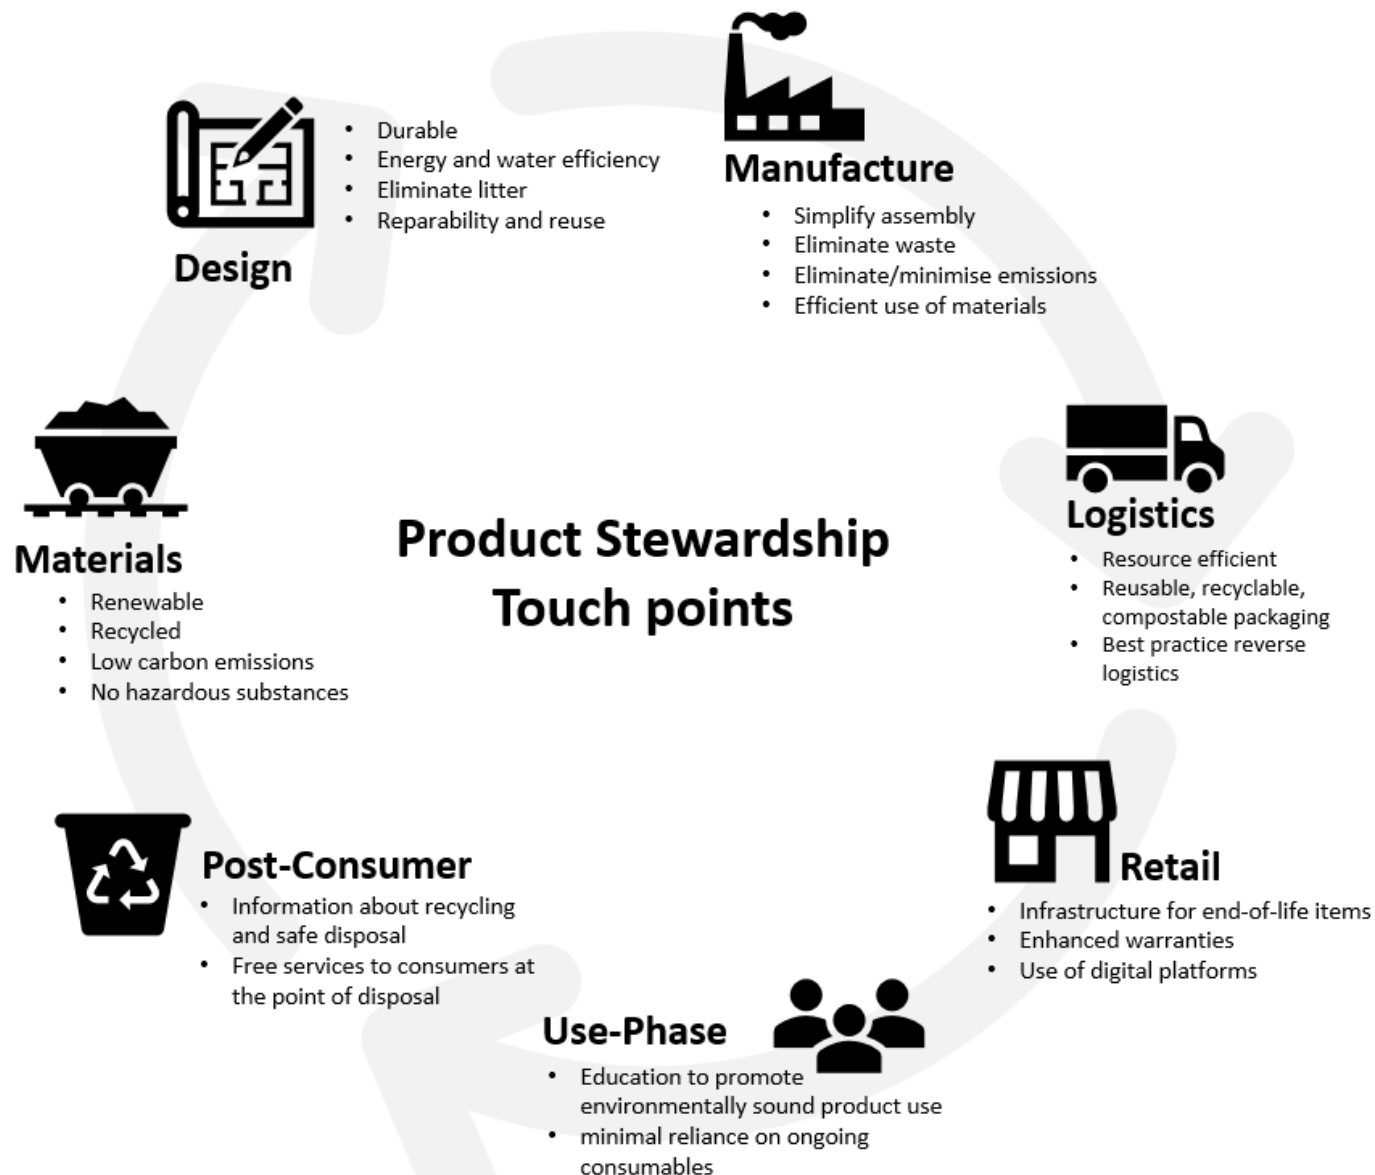 Product Stewardship
Touch points
Design
• Durable
• Energy and water efficiency
• Eliminate litter
• Reparability and reuse
Manufacture
• Simplify assembly
• Eliminate waste
• Eliminate/minimise emissions
• Efficient use of materials
Logistics
• Resource efficient
• Reusable, recyclable,
compostable packaging
• Best practice reverse
logistics
Retail
• Infrastructure for end-of-life items
• Enhanced warranties
• Use of digital platforms
Use-Phase
• Education to promote
environmentally sound product use
• minimal reliance on ongoing
consumables
Post-Consumer
• Information about recycling
and safe disposal
• Free services to consumers at
the point of disposal
Materials
• Renewable
• Recycled
• Low carbon emissions
• No hazardous substances